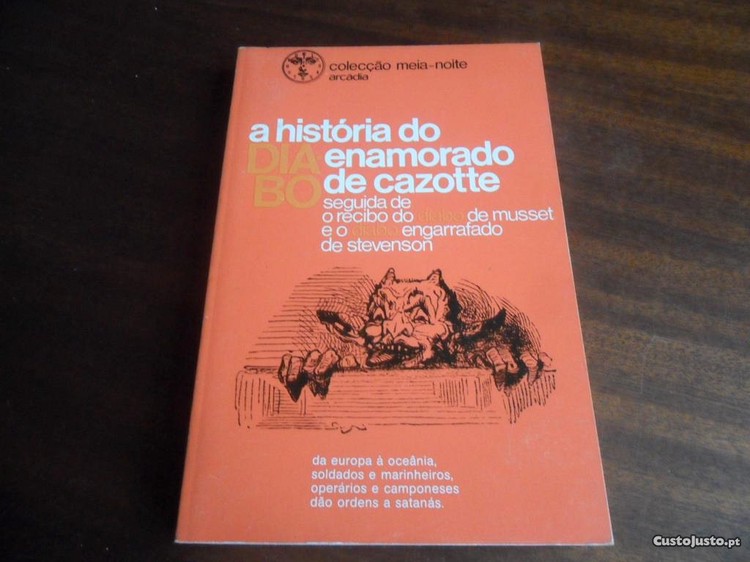 colecção meia-noite
arcádia
a história do
DIA enamorado
BO de cazotte
seguida de
o recibo do diabo de musset
e o diabo engarrafado
de stevenson
da europa á oceânia,
soldados e marinheiros,
operários e camponeses
dão ordens a satanás.
CustoJusto.pt